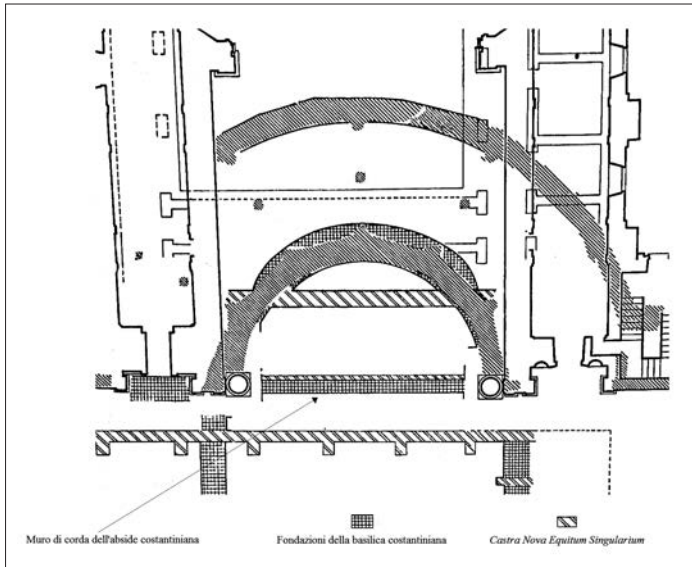 Muro di corda dell'abside costantiniana
Fondazioni della basilica costantiniana
Castra Nova Equitum Singularium